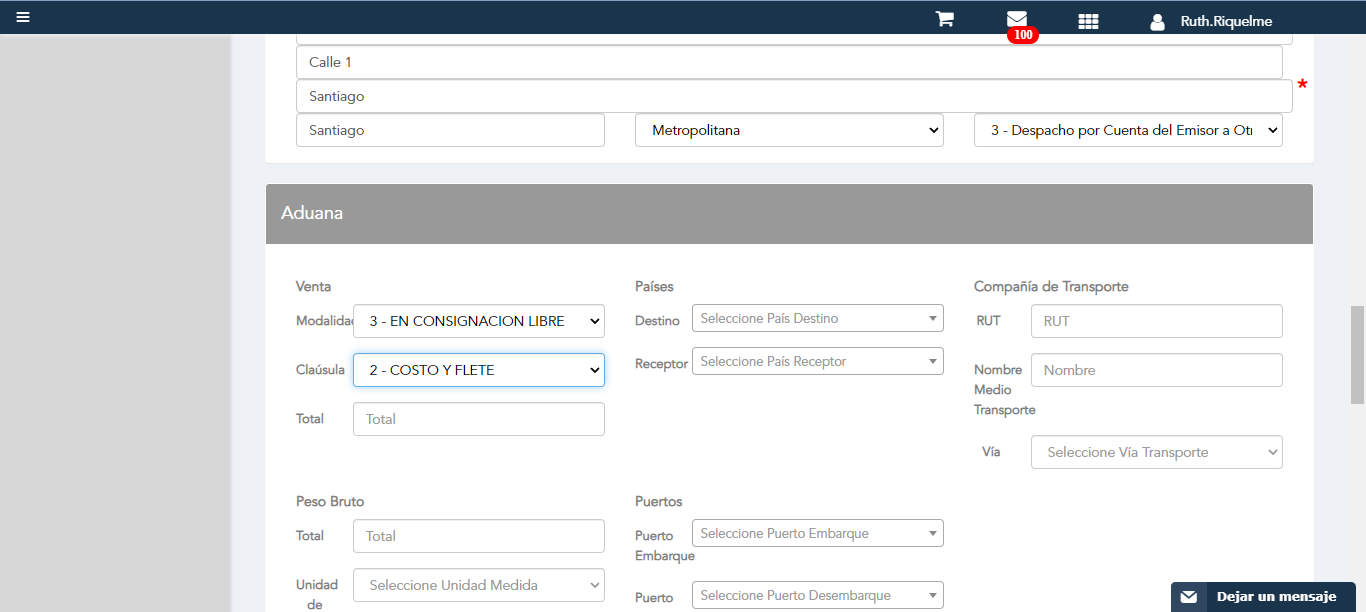 Ruth.Riquelme
100
Calle 1
Santiago
*
Santiago
Metropolitana
3 - Despacho por Cuenta del Emisor a Otr
Aduana
Venta
Modalidad
3 - EN CONSIGNACION LIBRE
Claúsula
2 - COSTO Y FLETE
Total
Total
Países
Destino
Seleccione País Destino
Receptor
Seleccione País Receptor
Compañía de Transporte
RUT
RUT
Nombre
Medio
Transporte
Nombre
Vía
Seleccione Vía Transporte
Peso Bruto
Total
Total
Unidad
de
Seleccione Unidad Medida
Puertos
Puerto
Embarque
Seleccione Puerto Embarque
Puerto
Seleccione Puerto Desembarque
Dejar un mensaje